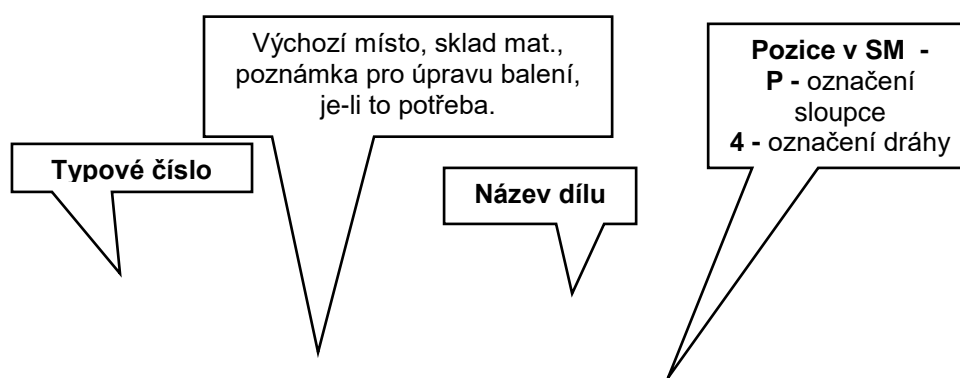 Výchozí místo, sklad mat.,
poznámka pro úpravu balení,
je-li to potřeba.
Pozice v SM -
P - označení
sloupce
4 - označení dráhy
Typové číslo
Název dílu